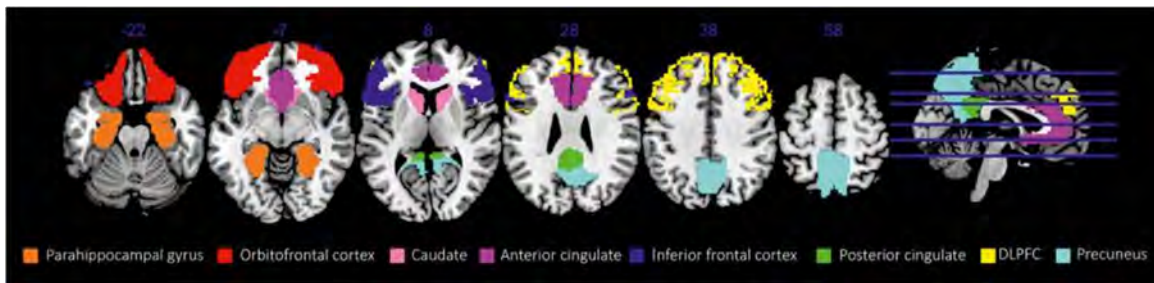 -22 -7 8 28 38 58
Parahippocampal gyrus Orbitofrontal cortex Caudate Anterior cingulate Inferior frontal cortex Posterior cingulate DLPFC Precuneus